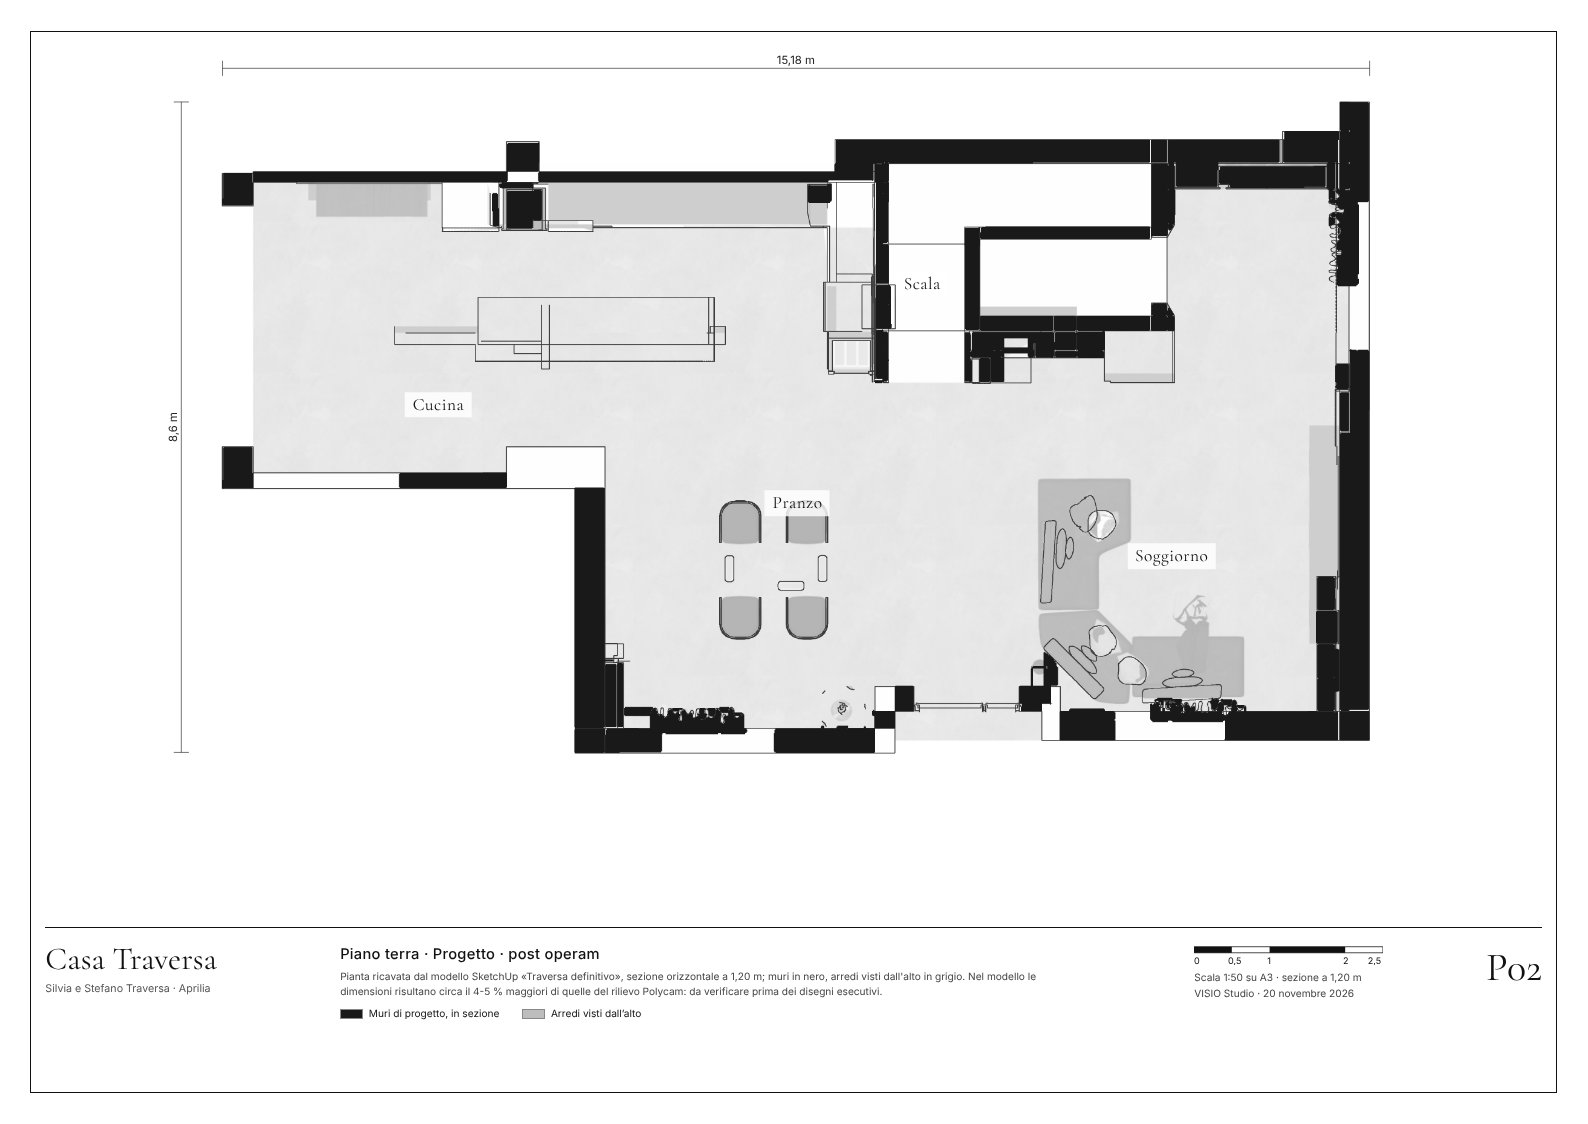 15,18 m
8,6 m
Scala
Cucina
Pranzo
Soggiorno
Casa Traversa
Silvia e Stefano Traversa · Aprilia
Piano terra · Progetto · post operam
Pianta ricavata dal modello SketchUp «Traversa definitivo», sezione orizzontale a 1,20 m; muri in nero, arredi visti dall'alto in grigio. Nel modello le
dimensioni risultano circa il 4-5 % maggiori di quelle del rilievo Polycam: da verificare prima dei disegni esecutivi.
Muri di progetto, in sezione
Arredi visti dall'alto
0 0,5 1 2 2,5
Scala 1:50 su A3 · sezione a 1,20 m
VISIO Studio · 20 novembre 2026
P02